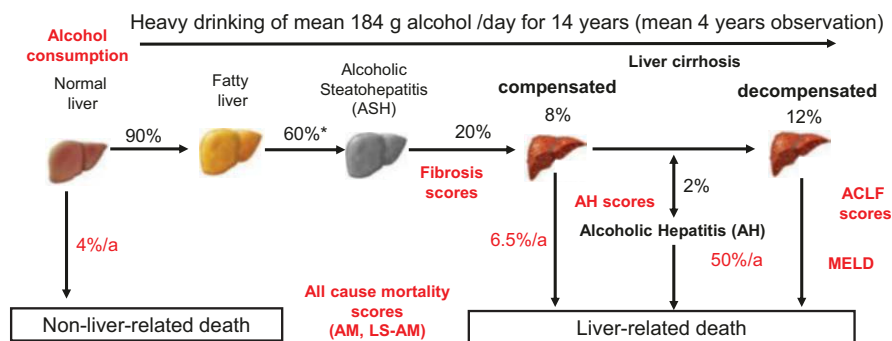 Heavy drinking of mean 184 g alcohol /day for 14 years (mean 4 years observation)
Alcohol
consumption
Normal
liver
Fatty
liver
Alcoholic
Steatohepatitis
(ASH)
Liver cirrhosis
compensated
8%
decompensated
12%
90%
60%*
20%
Fibrosis
scores
AH scores
2%
Alcoholic Hepatitis (AH)
ACLF
scores
4%/a
6.5%/a
50%/a
MELD
All cause mortality
scores
(AM, LS-AM)
Non-liver-related death
Liver-related death